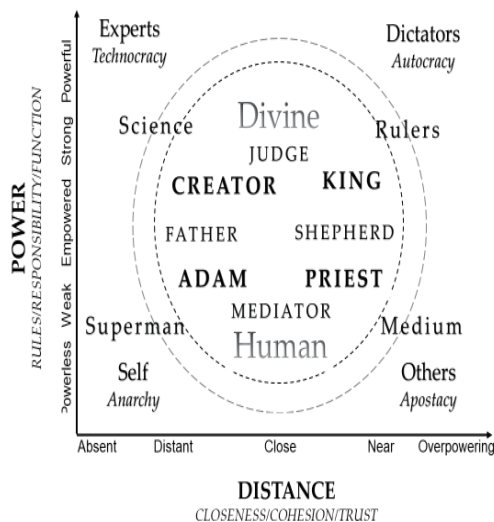 Experts
Technocracy
Dictators
Autocracy
Divine
Science
Rulers
JUDGE
CREATOR
KING
FATHER
SHEPHERD
ADAM
PRIEST
MEDIATOR
Superman
Medium
Human
Self
Anarchy
Others
Apostacy
POWER
RULES/RESPONSIBILITY/FUNCTION
Powerless Weak Empowered Strong Powerful
Absent Distant Close Near Overpowering
DISTANCE
CLOSENESS/COHESION/TRUST